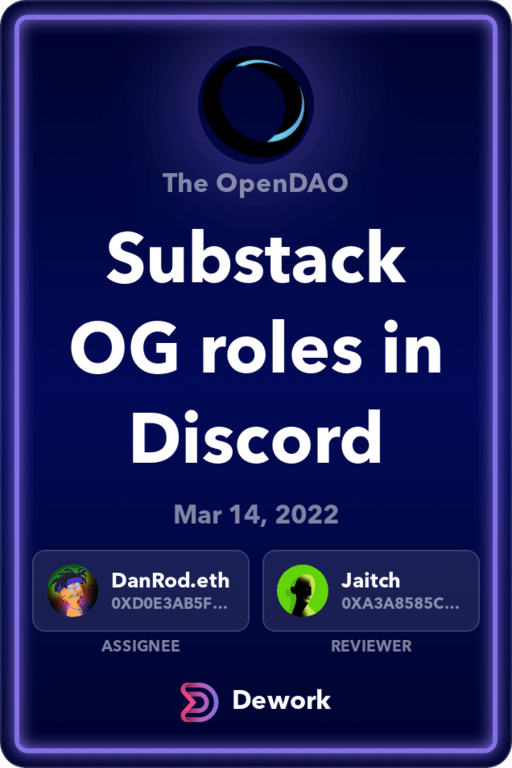 The OpenDAO
Substack
OG roles in
Discord
Mar 14, 2022
DanRod.eth
0XD0E3AB5F...
ASSIGNEE
Jaitch
0XA3A8585C...
REVIEWER
Dework